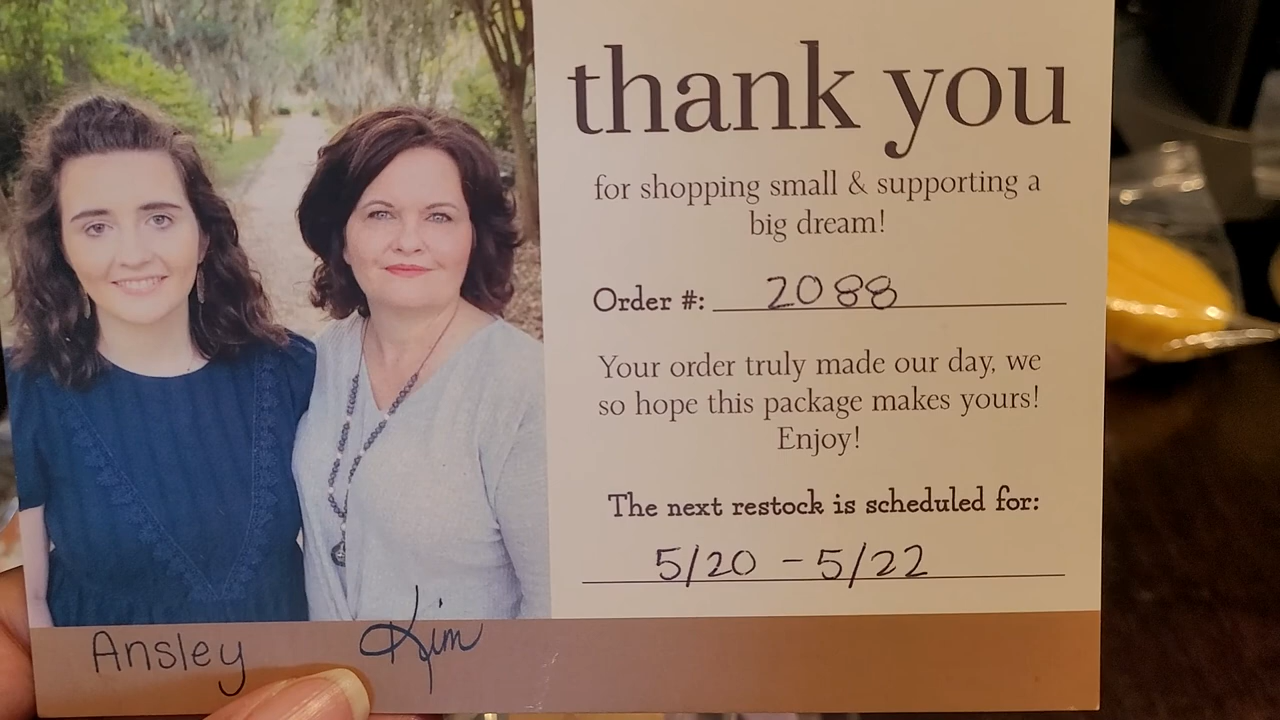 thank you
for shopping small & supporting a
big dream!
Order #: 2088
Your order truly made our day, we
so hope this package makes yours!
Enjoy!
The next restock is scheduled for:
5/20 - 5/22
Ansley Kim